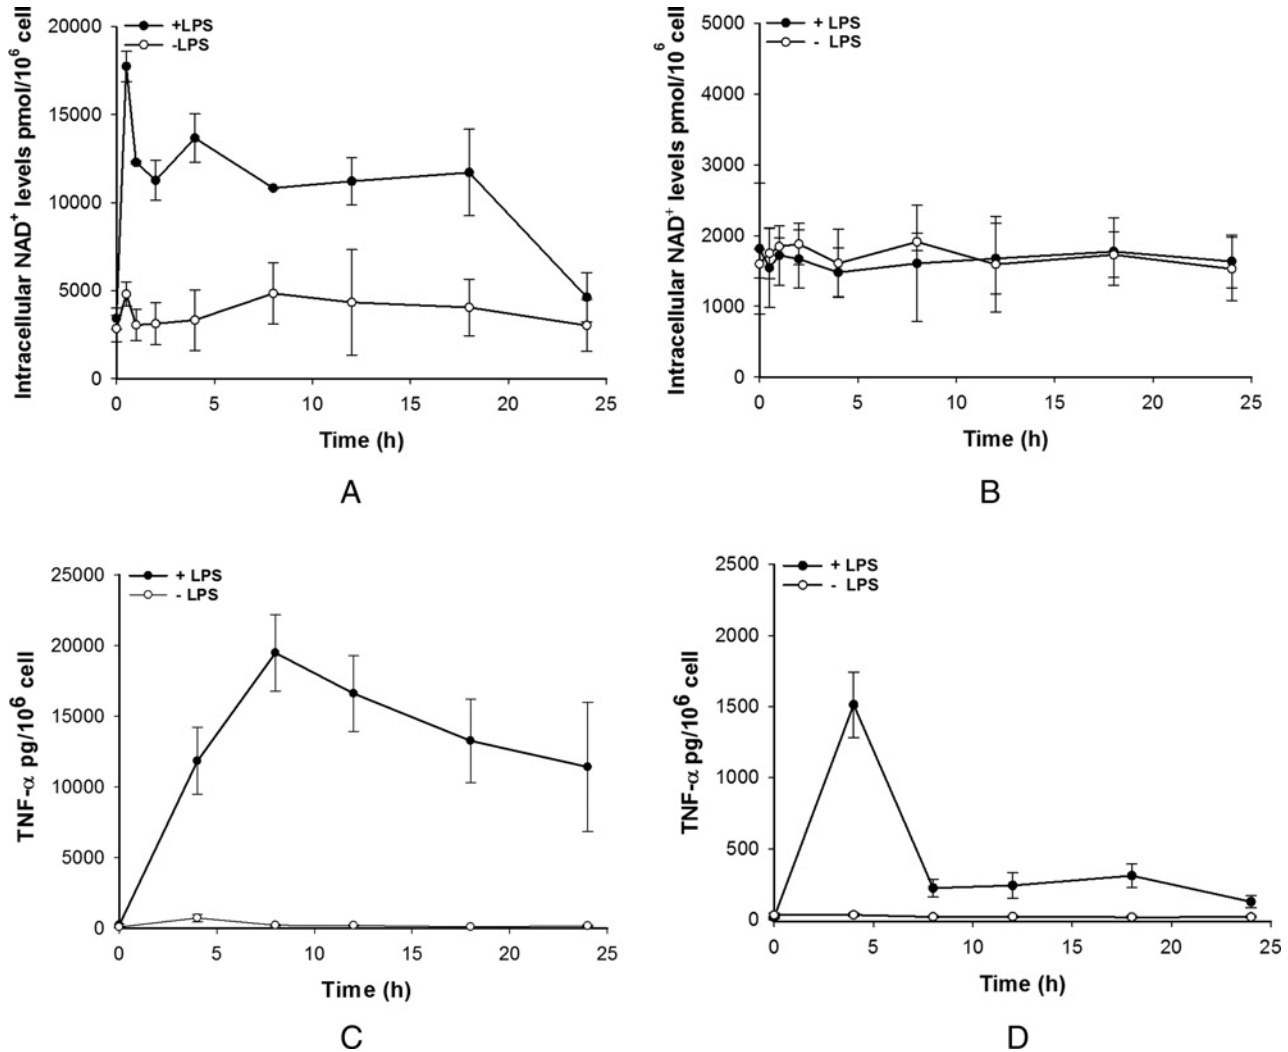 Intracellular NAD+ levels pmol/10^6 cell
+LPS
-LPS
20000
15000
10000
5000
0
0 5 10 15 20 25
Time (h)
A
Intracellular NAD+ levels pmol/10^6 cell
+ LPS
- LPS
5000
4000
3000
2000
1000
0
0 5 10 15 20 25
Time (h)
B
TNF-α pg/10^6 cell
+ LPS
- LPS
25000
20000
15000
10000
5000
0
0 5 10 15 20 25
Time (h)
C
TNF-α pg/10^6 cell
+ LPS
- LPS
2500
2000
1500
1000
500
0
0 5 10 15 20 25
Time (h)
D